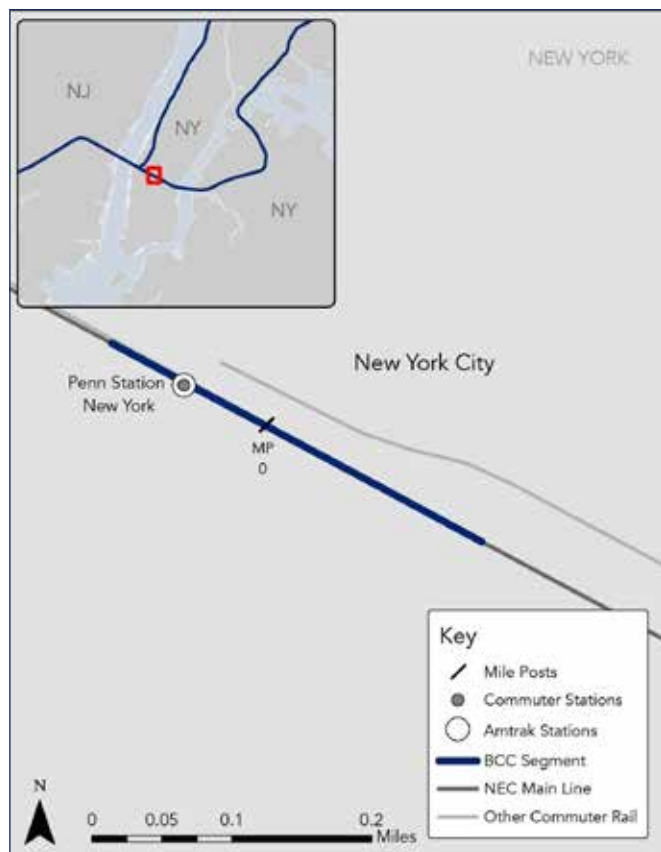 NEW YORK
NJ
NY
NY
New York City
Penn Station
New York
MP
0
Key
Mile Posts
Commuter Stations
Amtrak Stations
BCC Segment
NEC Main Line
Other Commuter Rail
N
0 0.05 0.1 0.2
Miles